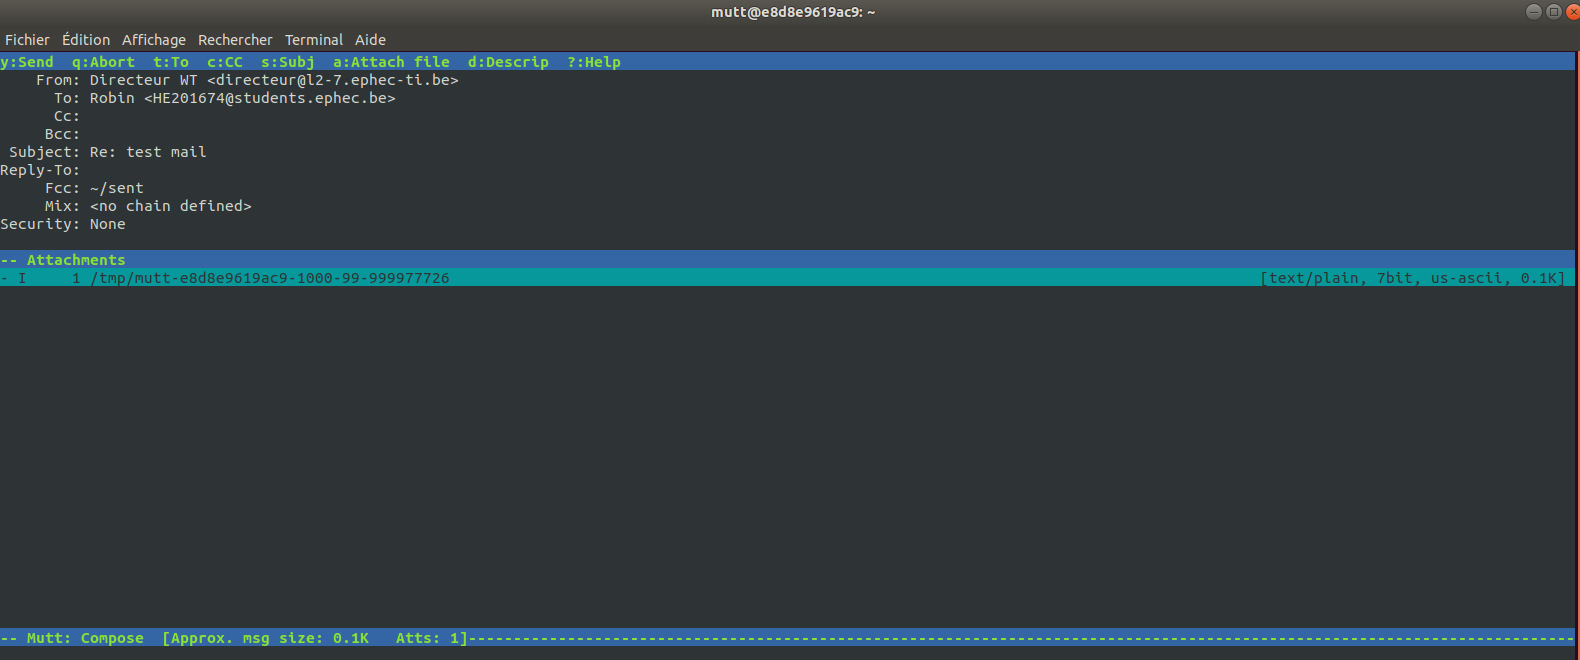 mutt@e8d8e9619ac9: ~
Fichier Édition Affichage Rechercher Terminal Aide
y:Send  q:Abort  t:To  c:CC  s:Subj  a:Attach file  d:Descrip  ?:Help
    From: Directeur WT <directeur@l2-7.ephec-ti.be>
      To: Robin <HE201674@students.ephec.be>
      Cc:
     Bcc:
 Subject: Re: test mail
Reply-To:
     Fcc: ~/sent
     Mix: <no chain defined>
Security: None
-- Attachments
- I     1 /tmp/mutt-e8d8e9619ac9-1000-99-999977726 [text/plain, 7bit, us-ascii, 0.1K]
-- Mutt: Compose  [Approx. msg size: 0.1K   Atts: 1]---------------------------------------------------------------------------------------------------------------------------